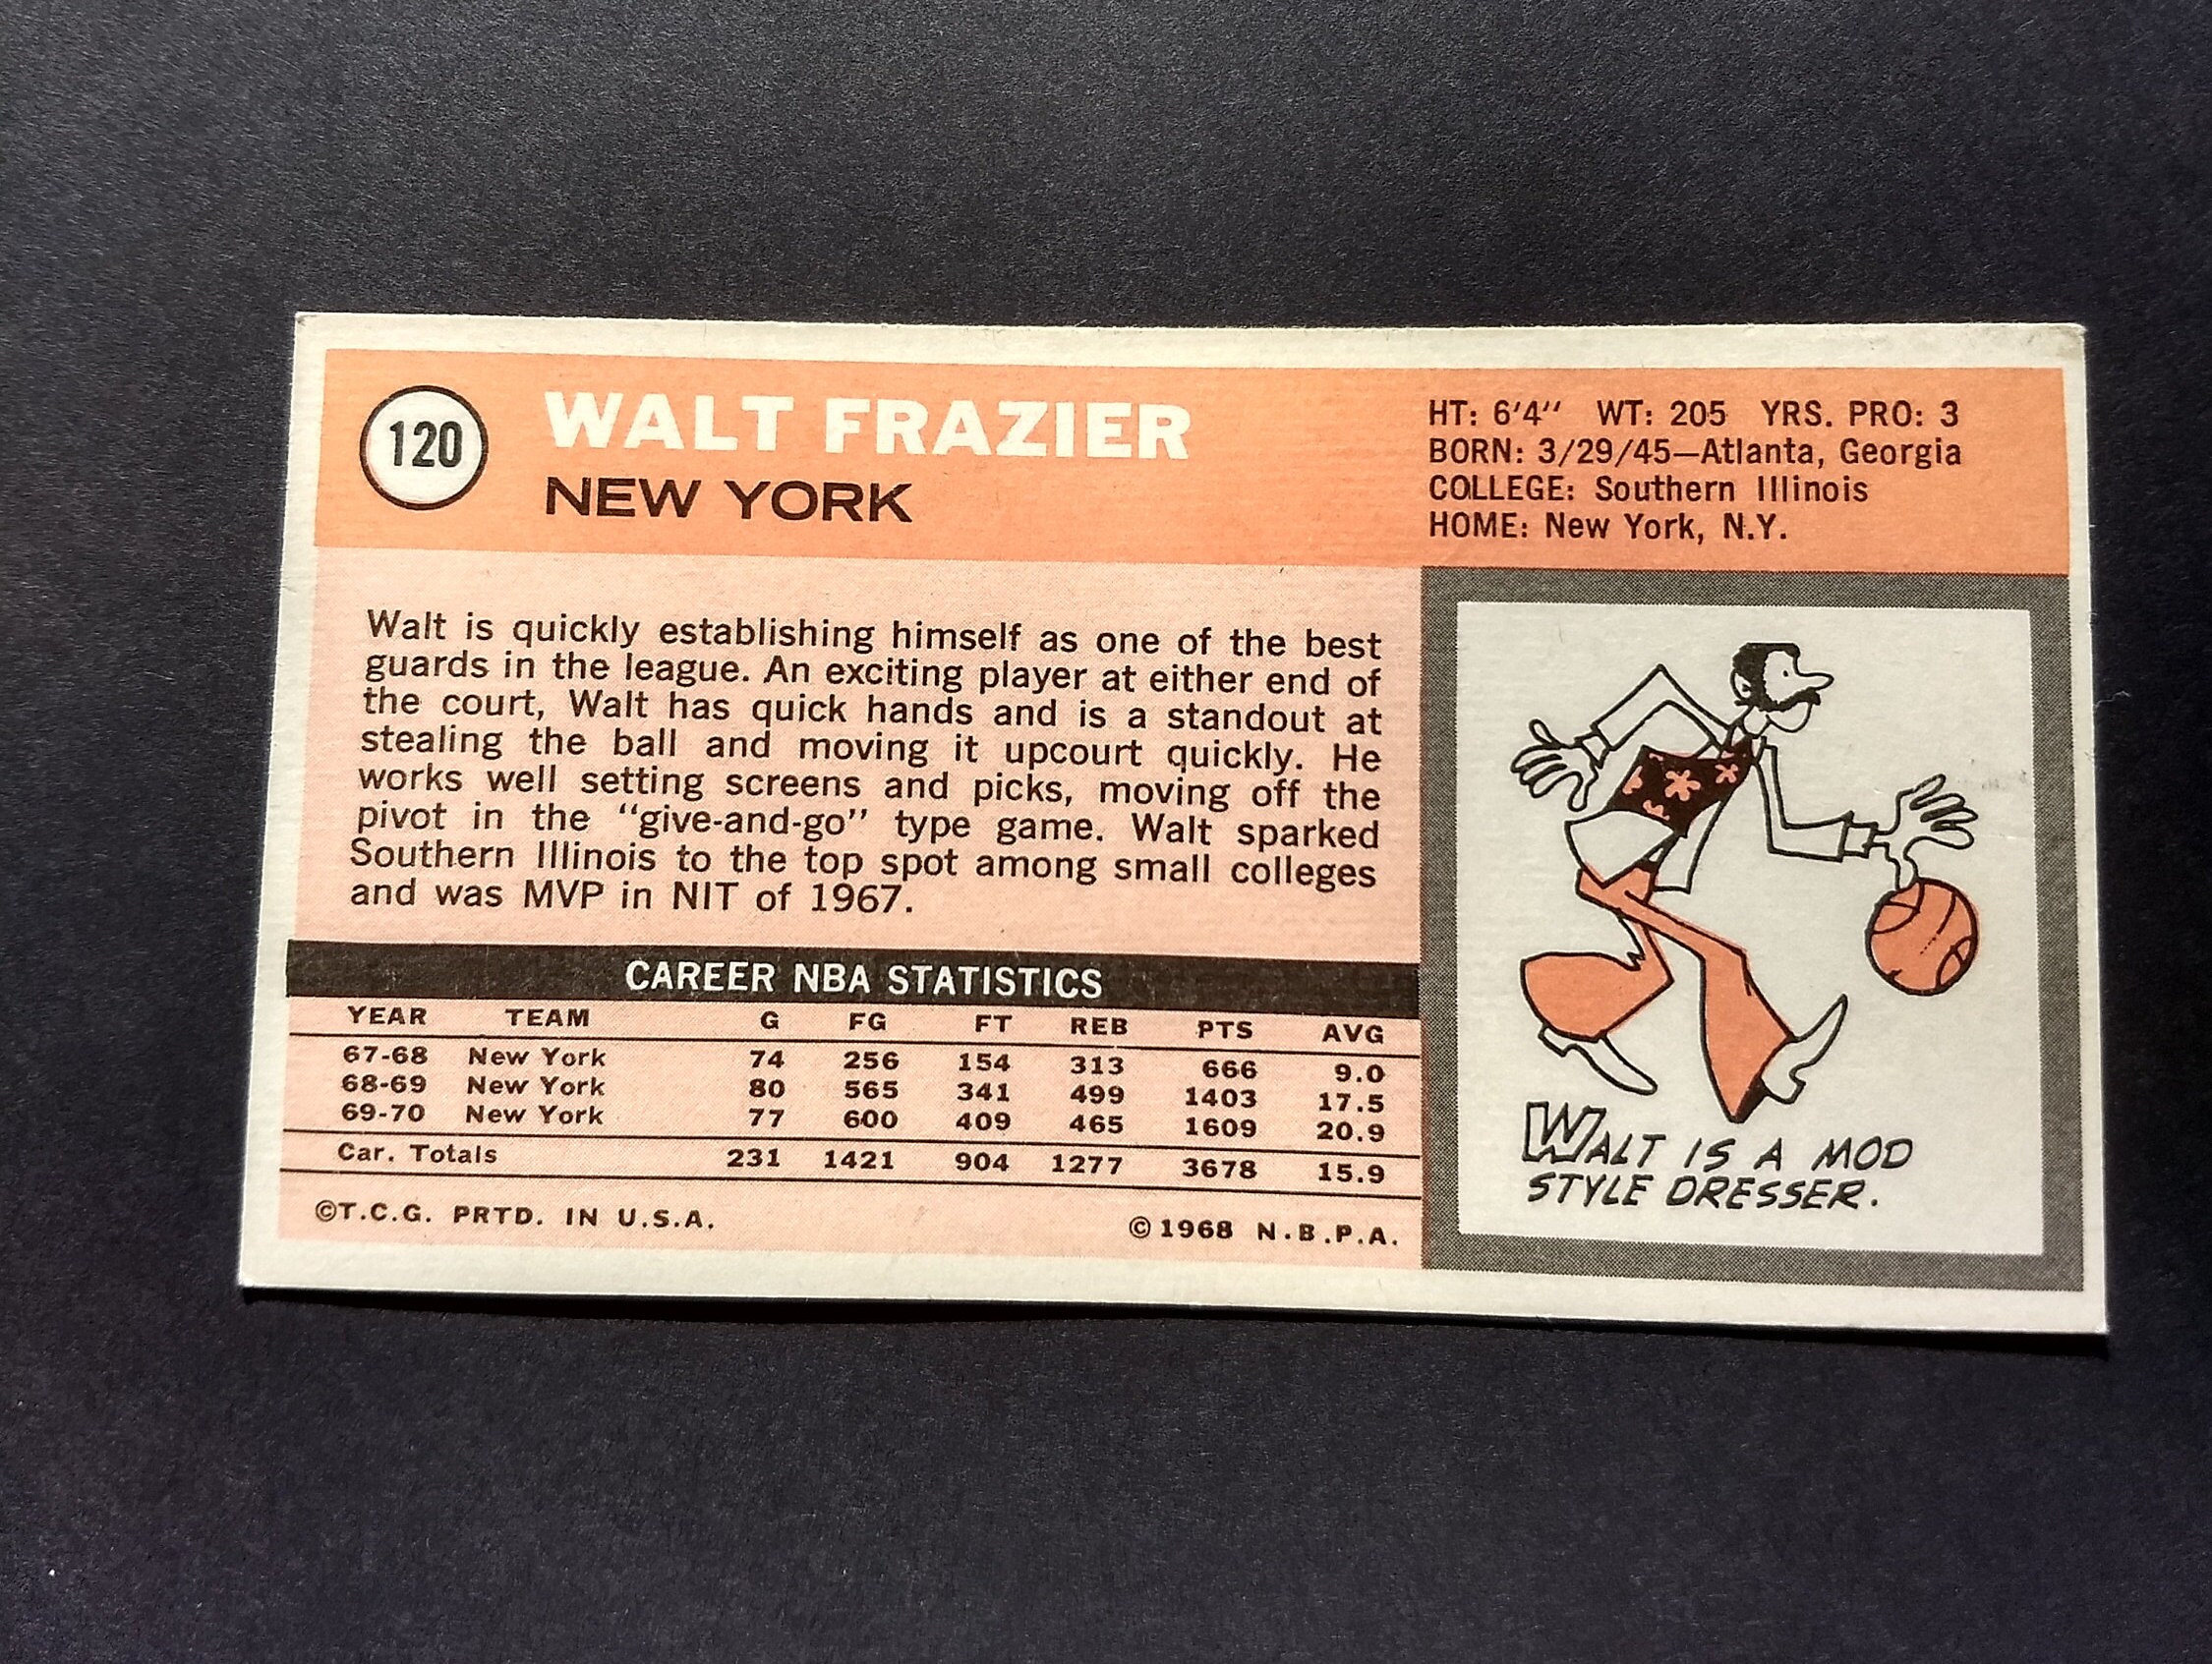 120
WALT FRAZIER
NEW YORK
HT: 6'4" WT: 205 YRS. PRO: 3
BORN: 3/29/45—Atlanta, Georgia
COLLEGE: Southern Illinois
HOME: New York, N.Y.
Walt is quickly establishing himself as one of the best
guards in the league. An exciting player at either end of
the court, Walt has quick hands and is a standout at
stealing the ball and moving it upcourt quickly. He
works well setting screens and picks, moving off the
pivot in the "give-and-go" type game. Walt sparked
Southern Illinois to the top spot among small colleges
and was MVP in NIT of 1967.
CAREER NBA STATISTICS
YEAR TEAM G FG FT REB PTS AVG
67-68 New York 74 256 154 313 666 9.0
68-69 New York 80 565 341 499 1403 17.5
69-70 New York 77 600 409 465 1609 20.9
Car. Totals 231 1421 904 1277 3678 15.9
©T.C.G. PRTD. IN U.S.A.
© 1968 N.B.P.A.
WALT IS A MOD
STYLE DRESSER.